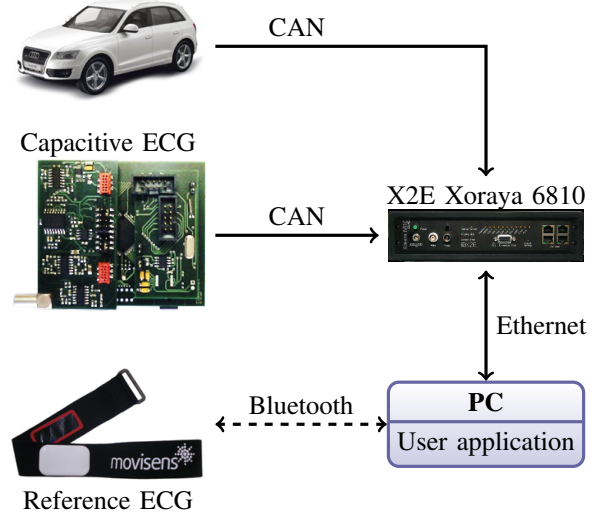 CAN
Capacitive ECG
CAN
X2E Xoraya 6810
Ethernet
Bluetooth
PC
User application
movisens
Reference ECG